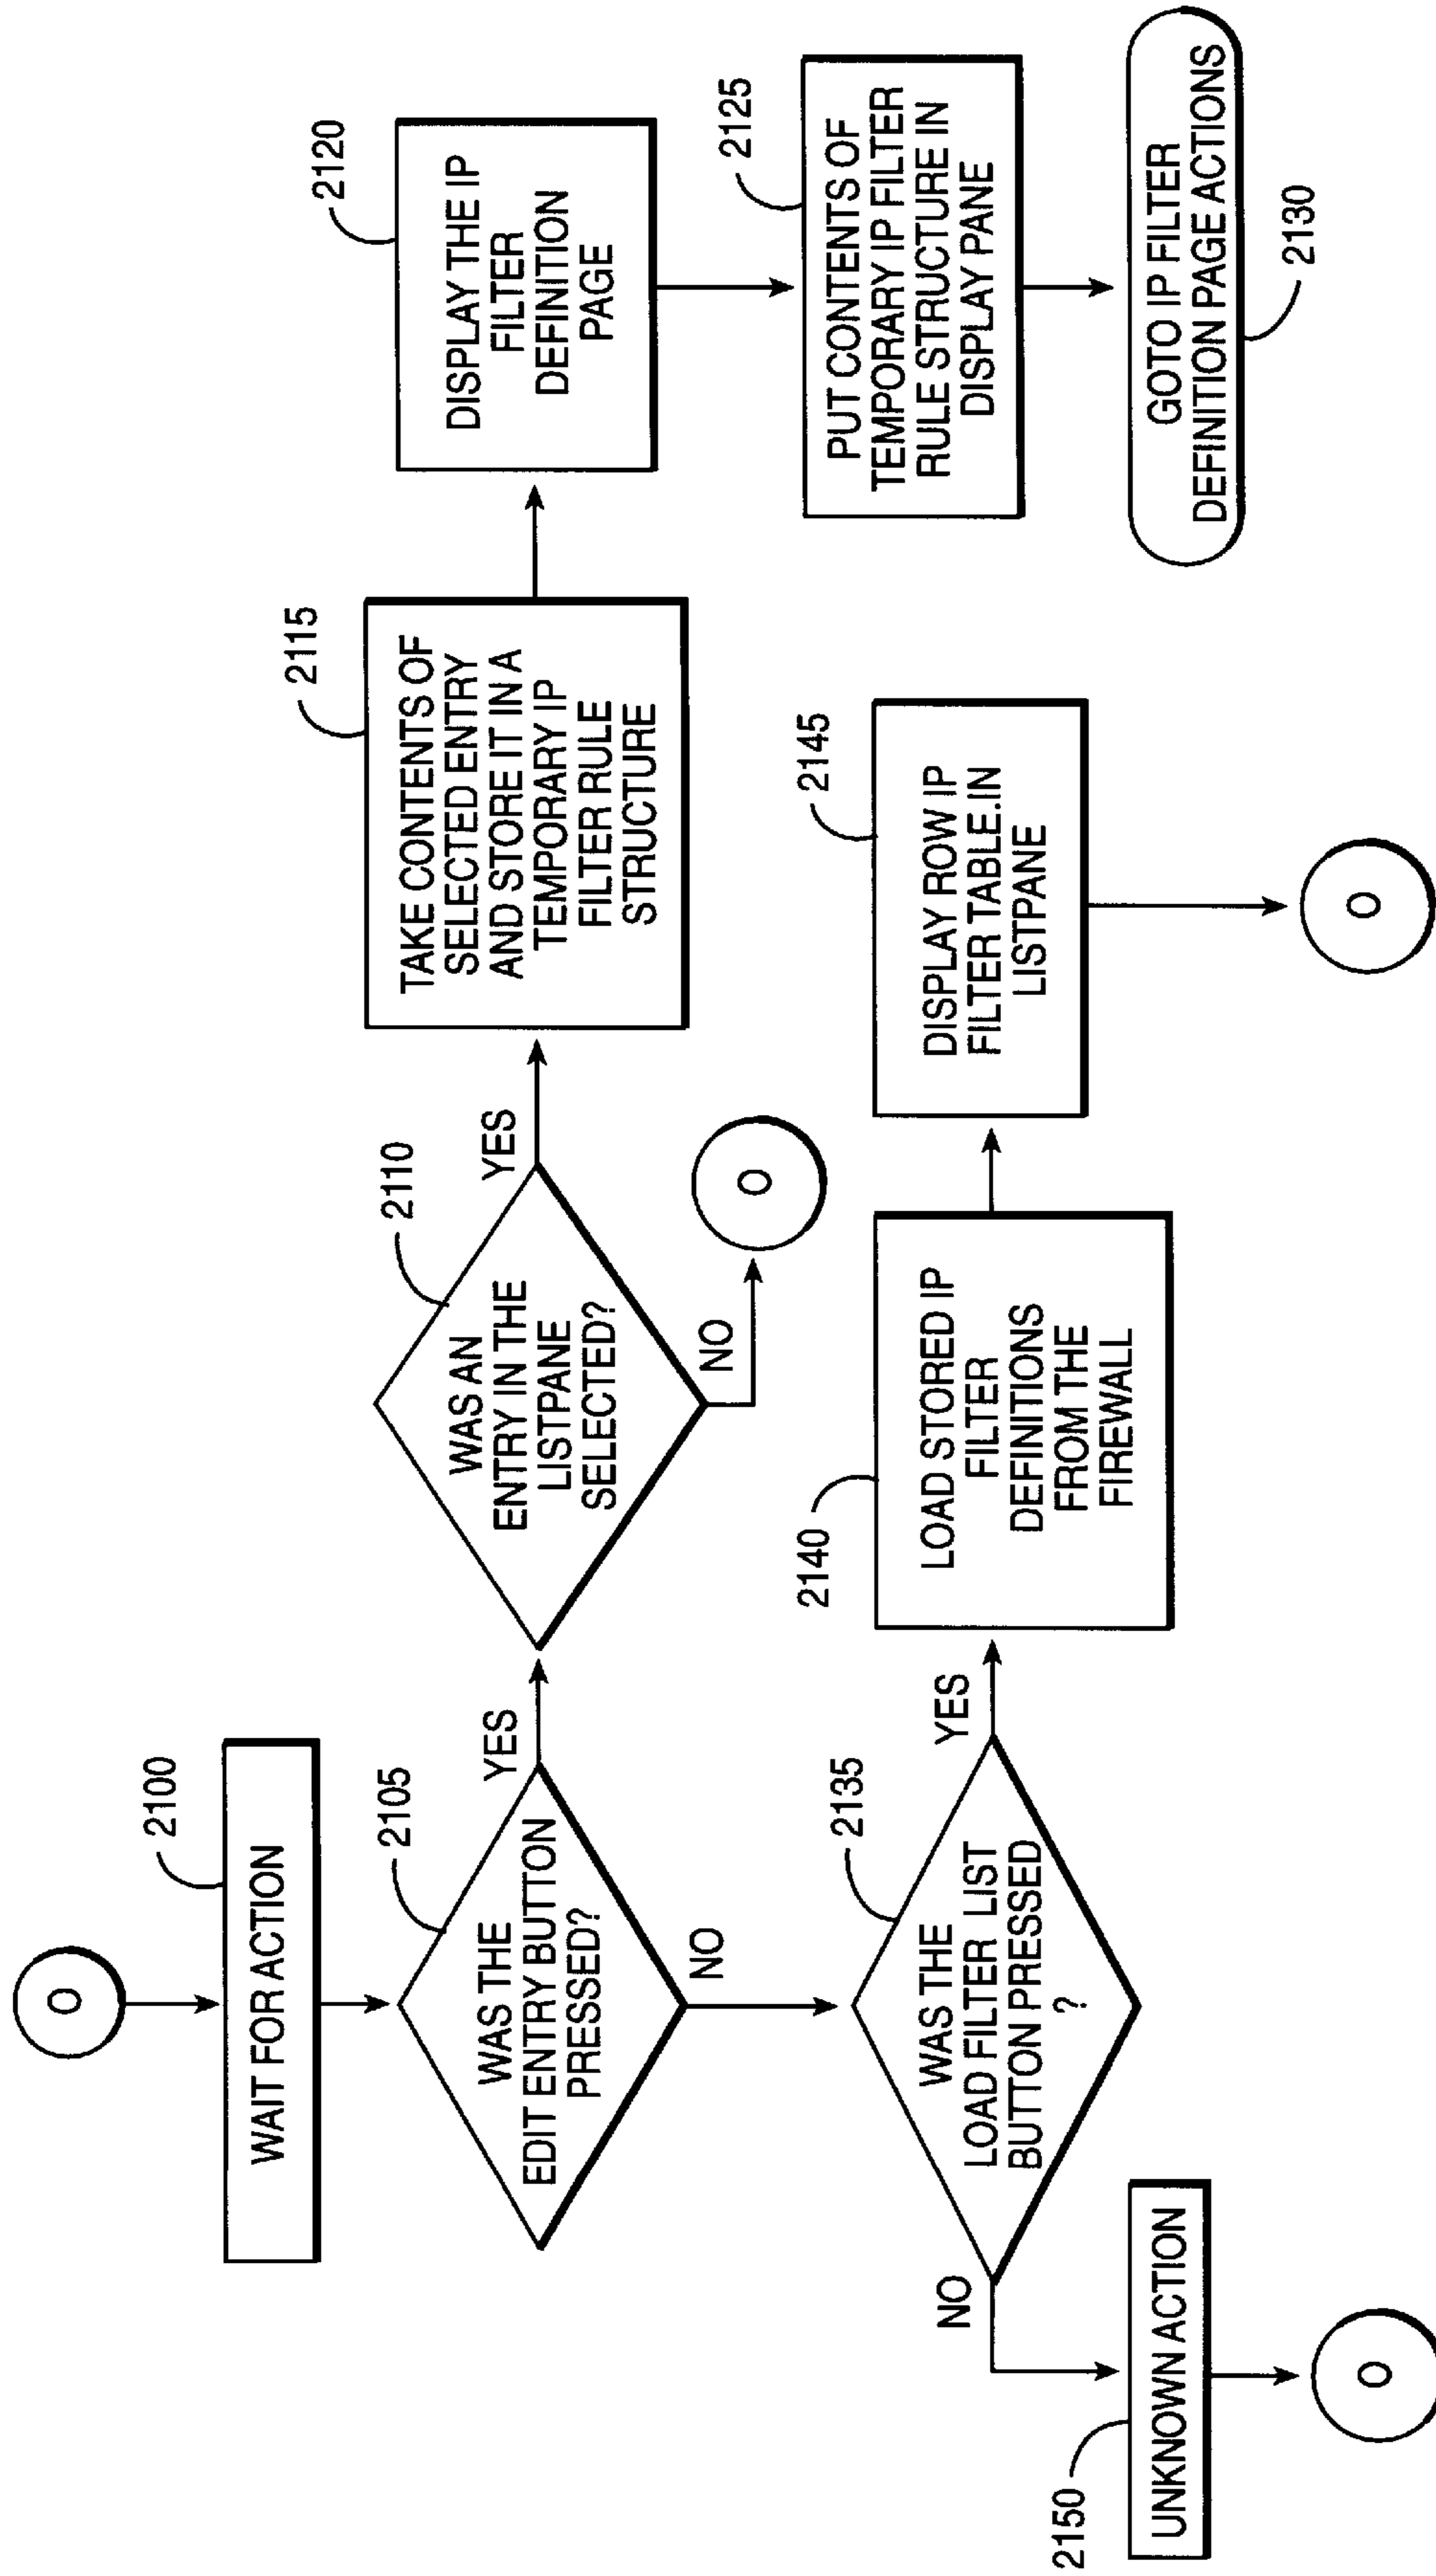 O
2100
WAIT FOR ACTION
2105
WAS THE
EDIT ENTRY BUTTON
PRESSED?
YES
NO
2110
WAS AN
ENTRY IN THE
LISTPANE
SELECTED?
YES
NO
O
2115
TAKE CONTENTS OF
SELECTED ENTRY
AND STORE IT IN A
TEMPORARY IP
FILTER RULE
STRUCTURE
2120
DISPLAY THE IP
FILTER
DEFINITION
PAGE
2125
PUT CONTENTS OF
TEMPORARY IP FILTER
RULE STRUCTURE IN
DISPLAY PANE
GOTO IP FILTER
DEFINITION PAGE ACTIONS
2130
2135
WAS THE
LOAD FILTER LIST
BUTTON PRESSED
?
YES
NO
2140
LOAD STORED IP
FILTER
DEFINITIONS
FROM THE
FIREWALL
2145
DISPLAY ROW IP
FILTER TABLE.IN
LISTPANE
O
2150
UNKNOWN ACTION
O